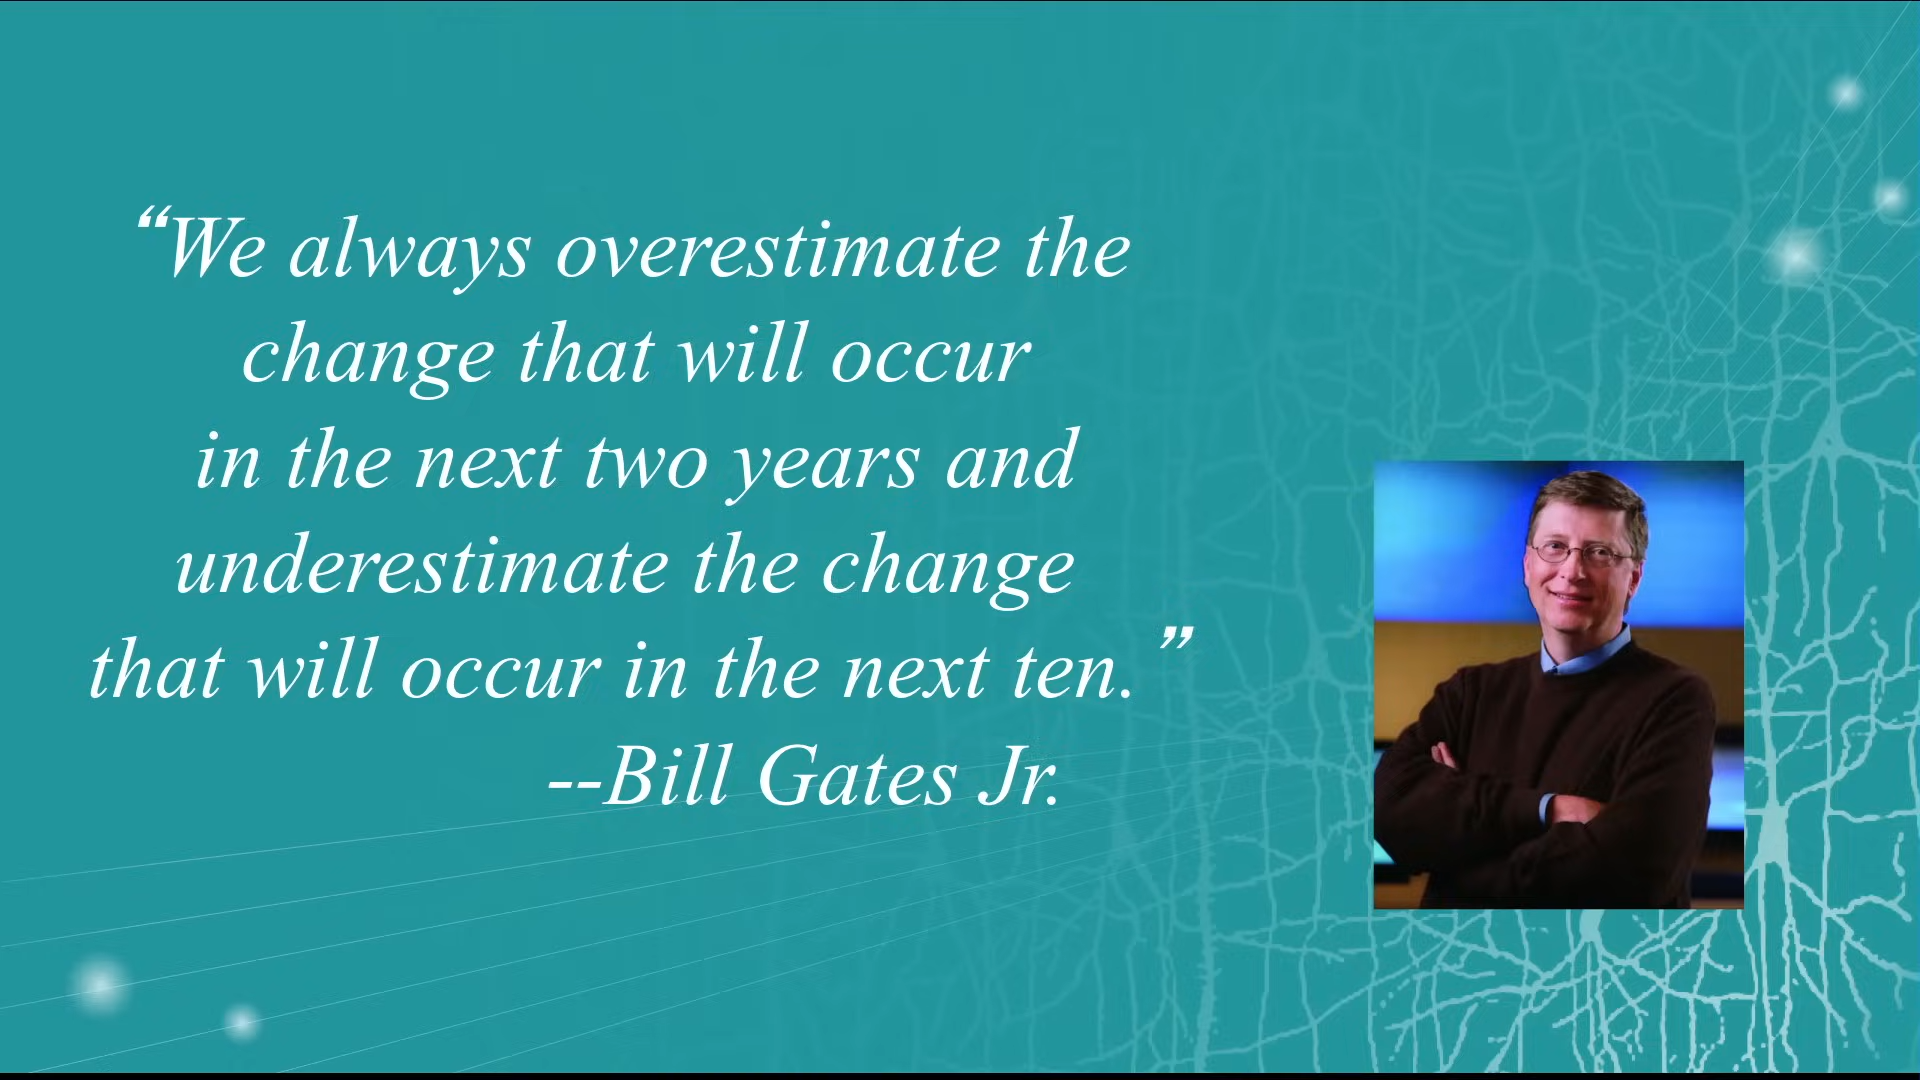 “We always overestimate the
change that will occur
in the next two years and
underestimate the change
that will occur in the next ten.”
--Bill Gates Jr.